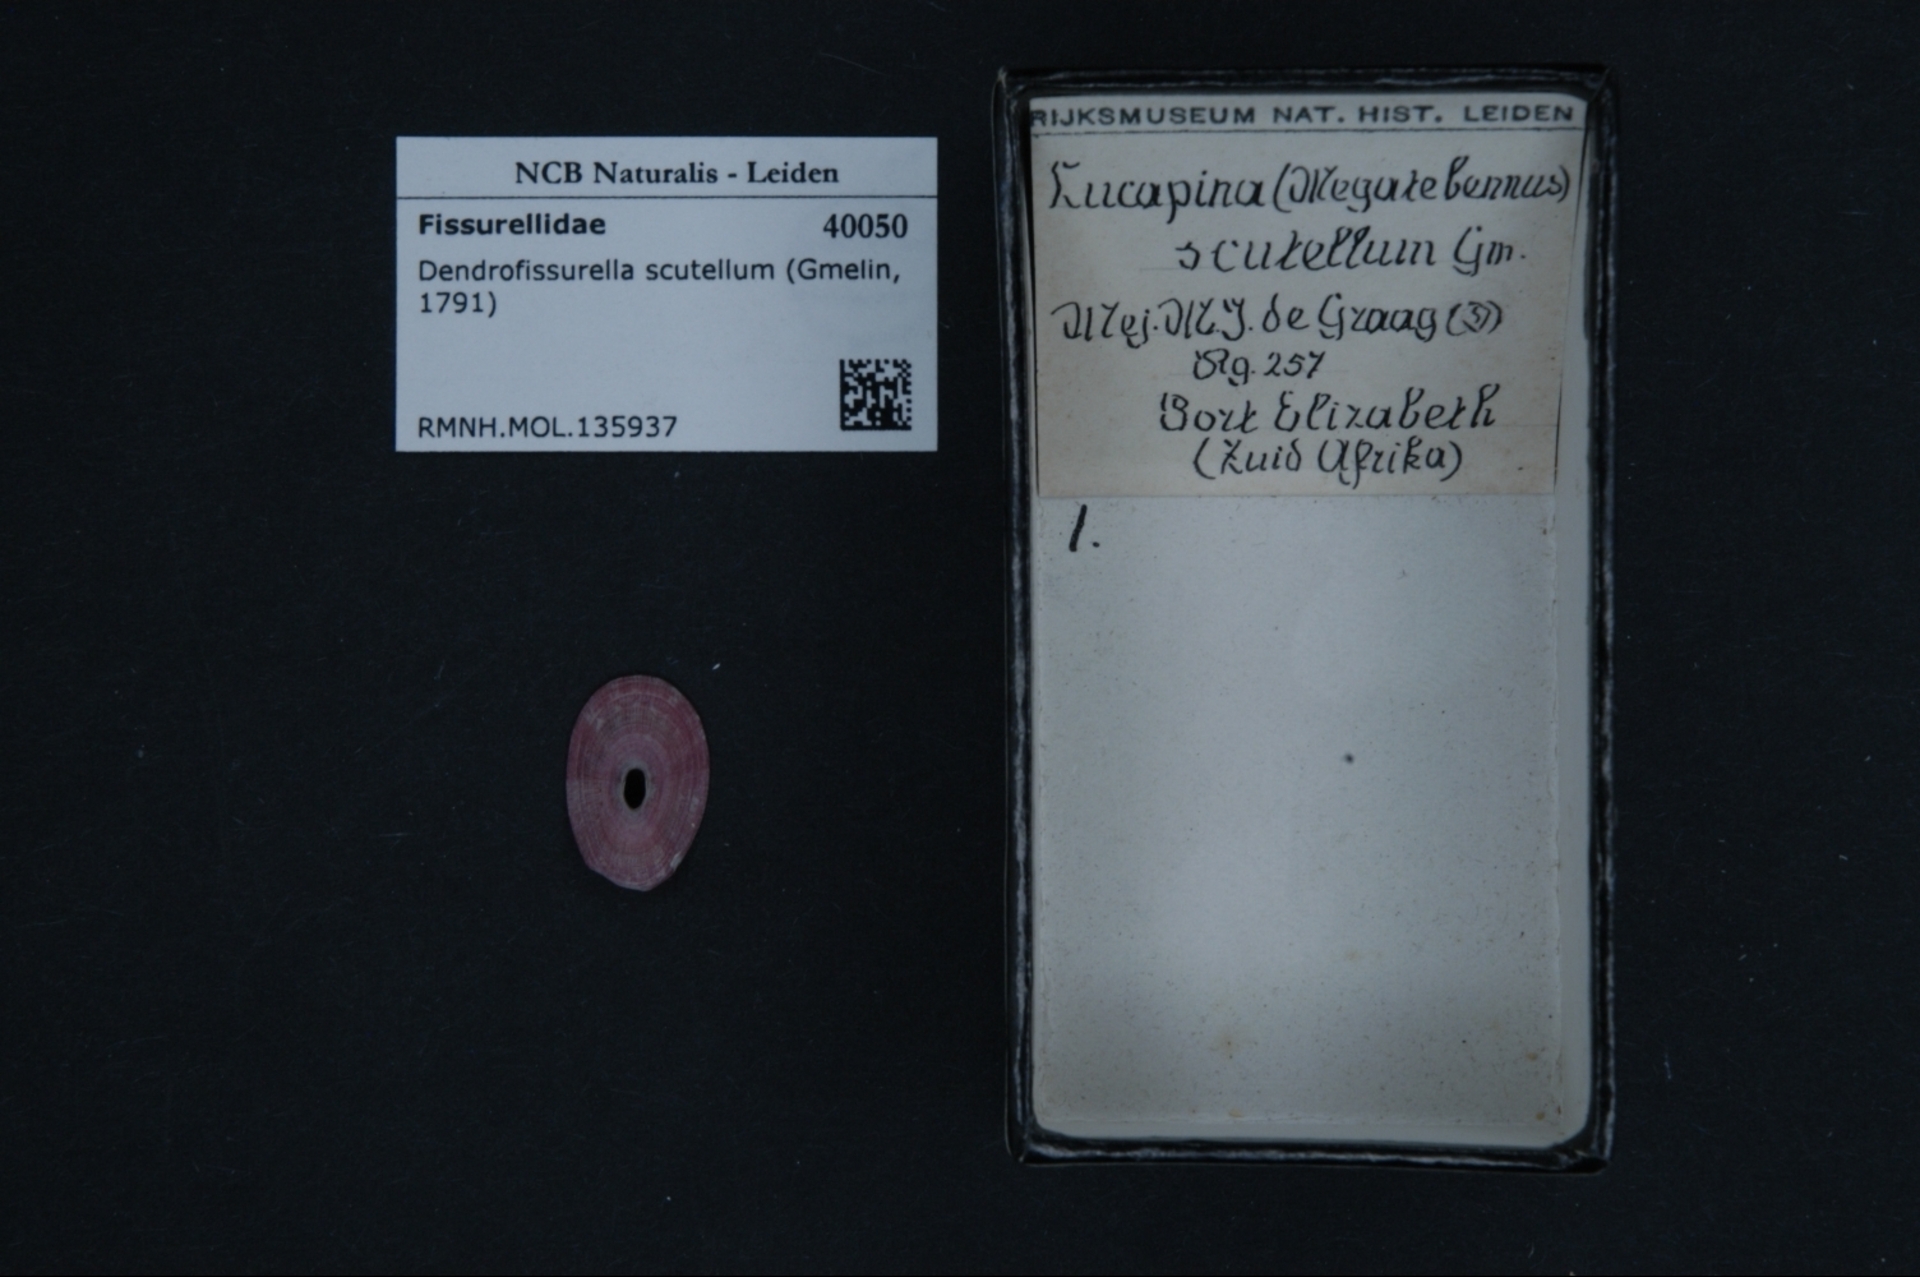 NCB Naturalis - Leiden
Fissurellidae 40050
Dendrofissurella scutellum (Gmelin,
1791)
RMNH.MOL.135937
RIJKSMUSEUM NAT. HIST. LEIDEN
Lucapina (Megatebennus)
scutellum Gm.
Mej. M.J. de Graag
Rg. 257
Port Elizabeth
(Zuid Afrika)
1.